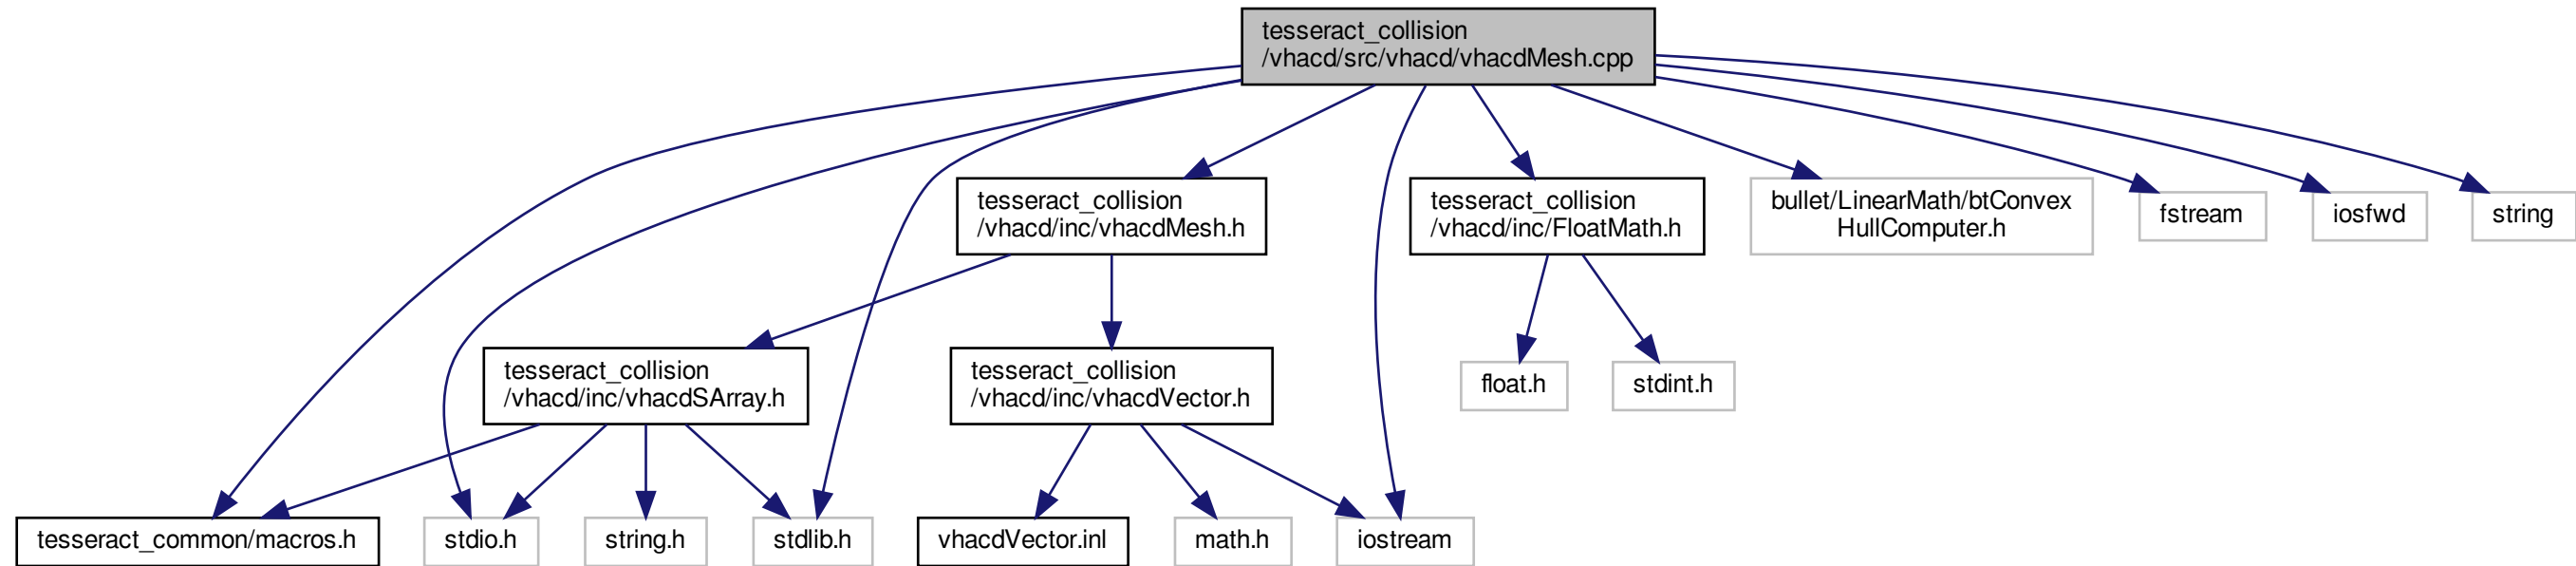 tesseract_collision
/vhacd/src/vhacd/vhacdMesh.cpp
tesseract_collision
/vhacd/inc/vhacdMesh.h
tesseract_collision
/vhacd/inc/FloatMath.h
bullet/LinearMath/btConvex
HullComputer.h
fstream
iosfwd
string
tesseract_collision
/vhacd/inc/vhacdSArray.h
tesseract_collision
/vhacd/inc/vhacdVector.h
float.h
stdint.h
tesseract_common/macros.h
stdio.h
string.h
stdlib.h
vhacdVector.inl
math.h
iostream